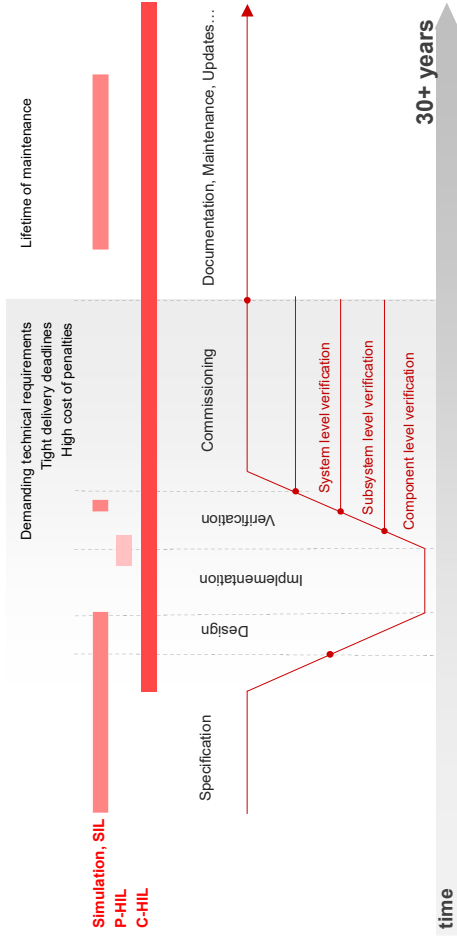 Demanding technical requirements
Tight delivery deadlines
High cost of penalties
Lifetime of maintenance
Simulation, SIL
P-HIL
C-HIL
Specification
Design
Implementation
Verification
Commissioning
Documentation, Maintenance, Updates…
System level verification
Subsystem level verification
Component level verification
time
30+ years